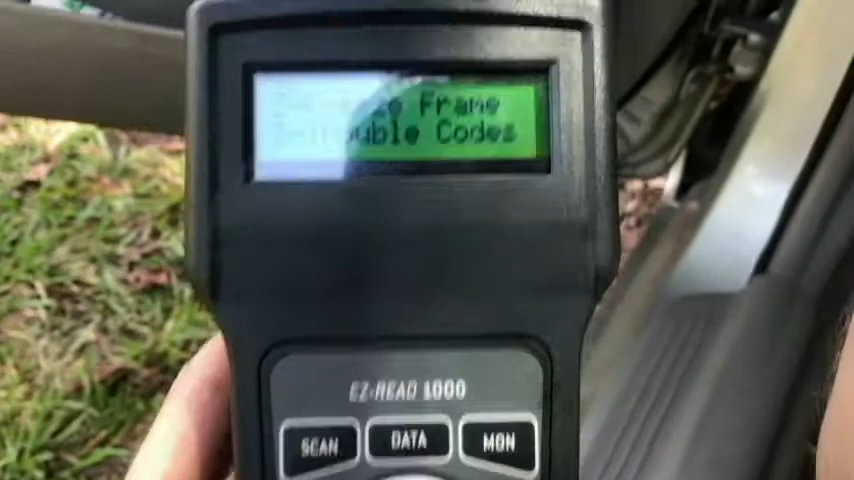 Frame
Trouble Codes
EZ-READ 1000
SCAN
DATA
MON